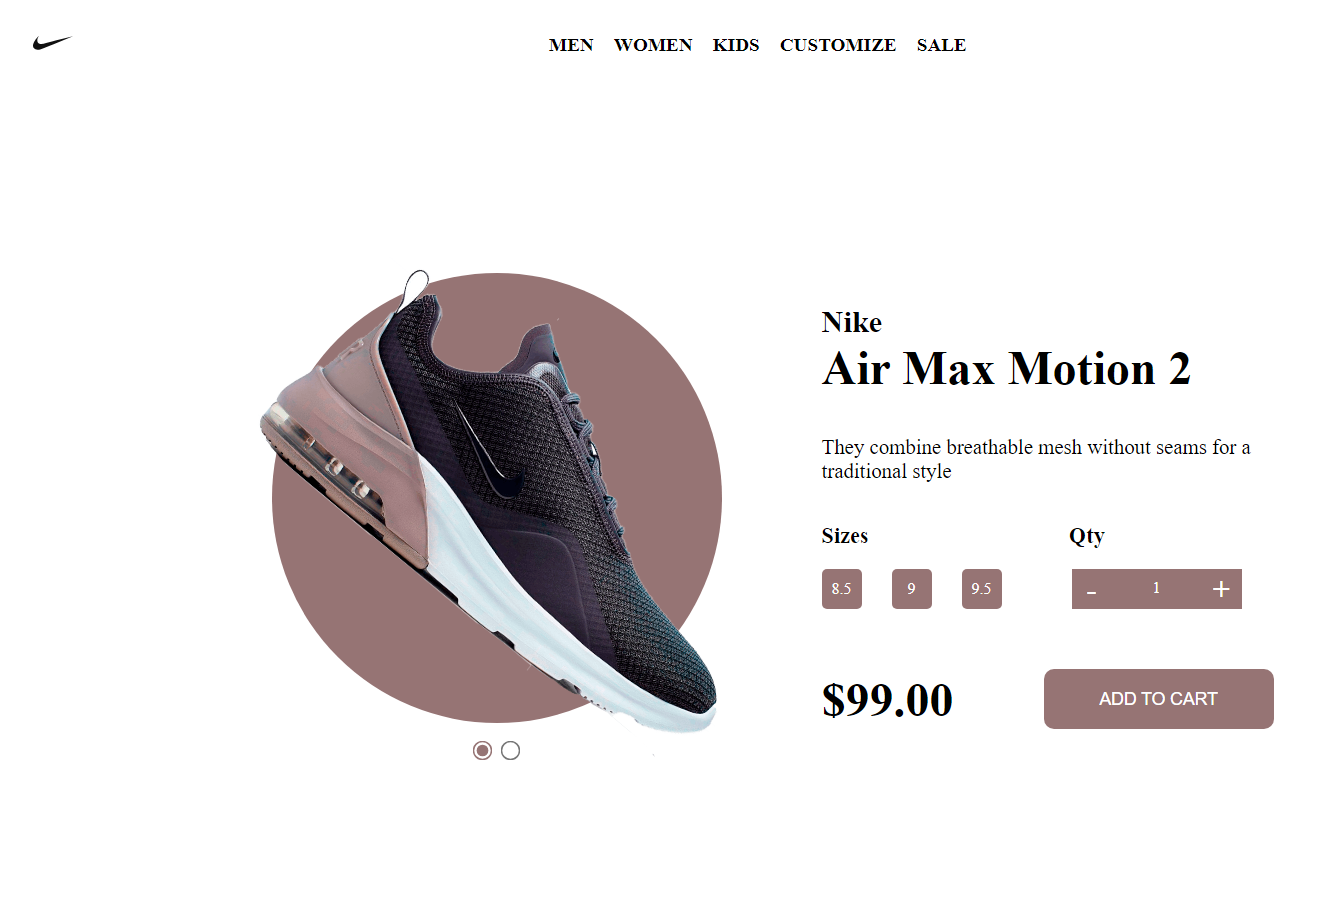 MEN WOMEN KIDS CUSTOMIZE SALE
Nike
Air Max Motion 2
They combine breathable mesh without seams for a
traditional style
Sizes Qty
8.5 9 9.5 - 1 +
$99.00 ADD TO CART